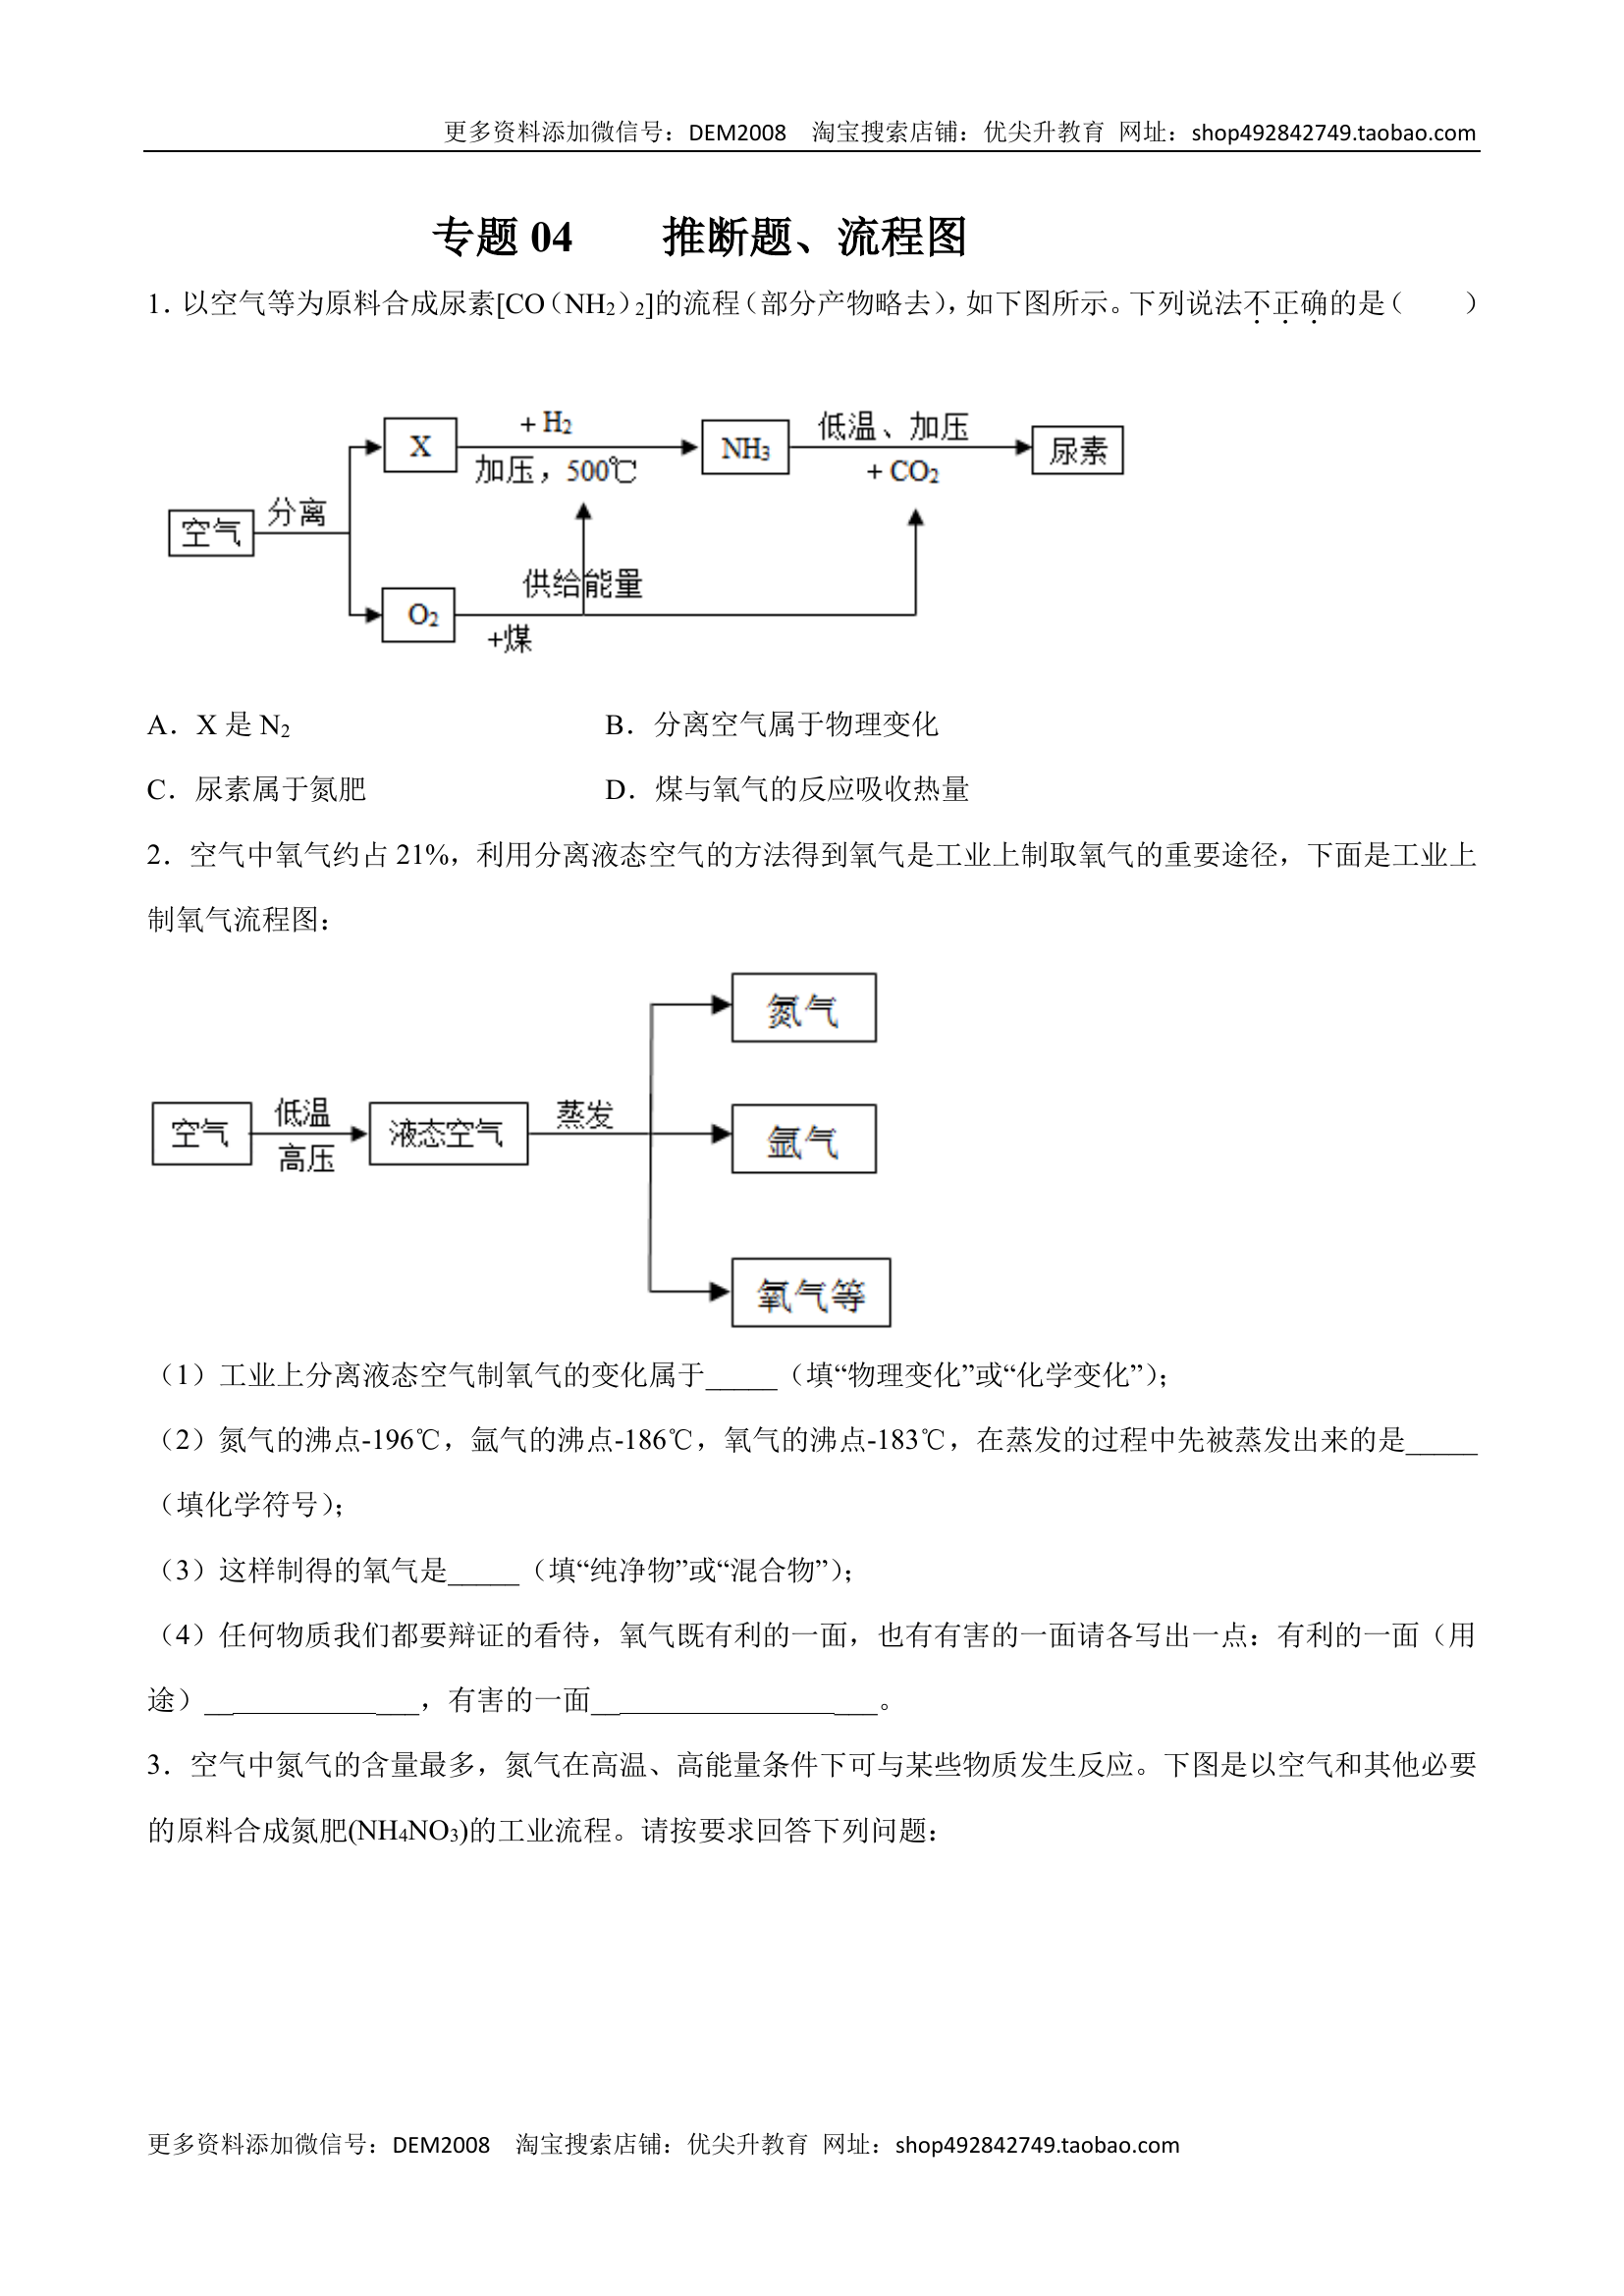 更多资料添加微信号：DEM2008 淘宝搜索店铺：优尖升教育 网址：shop492842749.taobao.com
专题 04 推断题、流程图
1．以空气等为原料合成尿素[CO（NH₂）₂]的流程（部分产物略去），如下图所示。下列说法不正确的是（ ）
空气
分离
X
+ H₂
加压，500℃
NH₃
低温、加压
+ CO₂
尿素
O₂
+煤
供给能量
A．X 是 N₂ B．分离空气属于物理变化
C．尿素属于氮肥 D．煤与氧气的反应吸收热量
2．空气中氧气约占 21%，利用分离液态空气的方法得到氧气是工业上制取氧气的重要途径，下面是工业上
制氧气流程图：
空气
低温
高压
液态空气
蒸发
氮气
氩气
氧气等
（1）工业上分离液态空气制氧气的变化属于_____（填“物理变化”或“化学变化”）；
（2）氮气的沸点-196℃，氩气的沸点-186℃，氧气的沸点-183℃，在蒸发的过程中先被蒸发出来的是_____
（填化学符号）；
（3）这样制得的氧气是_____（填“纯净物”或“混合物”）；
（4）任何物质我们都要辩证的看待，氧气既有利的一面，也有有害的一面请各写出一点：有利的一面（用
途）_______________，有害的一面____________________。
3．空气中氮气的含量最多，氮气在高温、高能量条件下可与某些物质发生反应。下图是以空气和其他必要
的原料合成氮肥(NH₄NO₃)的工业流程。请按要求回答下列问题：
更多资料添加微信号：DEM2008 淘宝搜索店铺：优尖升教育 网址：shop492842749.taobao.com